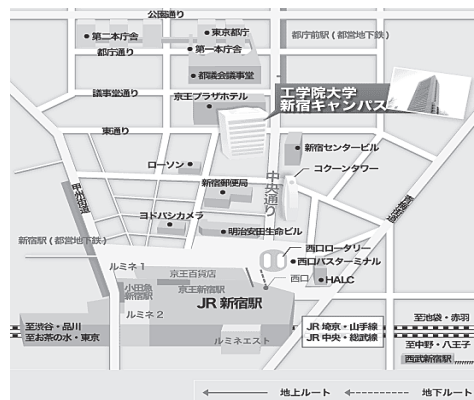 公園通り
第二本庁舎
東京都庁
都庁前駅（都営地下鉄）
第一本庁舎
都庁通り
都議会議事堂
議事堂通り
京王プラザホテル
工学院大学
新宿キャンパス
東通り
新宿センタービル
ローソン
コクーンタワー
中央通り
新宿郵便局
甲州街道
青梅街道
ヨドバシカメラ
明治安田生命ビル
新宿駅（都営地下鉄）
西口ロータリー
西口バスターミナル
ルミネ1
京王百貨店
西口
HALC
小田急
新宿駅
京王新宿駅
JR 新宿駅
ルミネ2
至渋谷・品川
至お茶の水・東京
ルミネエスト
JR 埼京・山手線
JR 中央・総武線
至池袋・赤羽
至中野・八王子
西武新宿駅
地上ルート
地下ルート